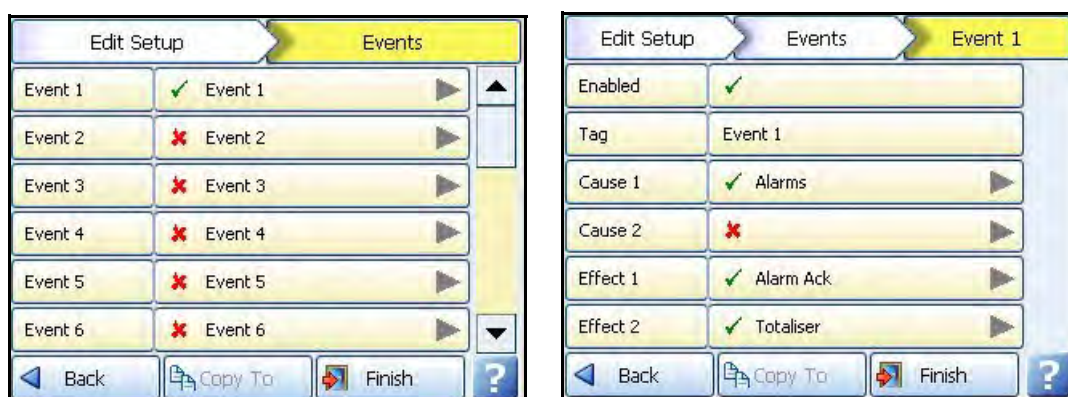 Edit Setup Events
Event 1 Event 1
Event 2 Event 2
Event 3 Event 3
Event 4 Event 4
Event 5 Event 5
Event 6 Event 6
Back Copy To Finish ?
Edit Setup Events Event 1
Enabled
Tag Event 1
Cause 1 Alarms
Cause 2
Effect 1 Alarm Ack
Effect 2 Totaliser
Back Copy To Finish ?